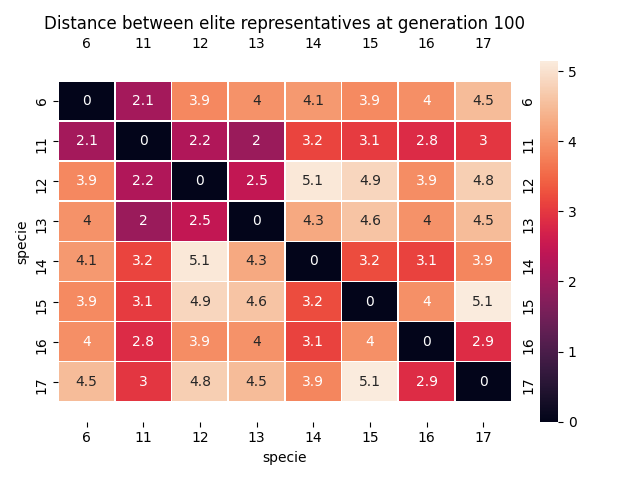 Distance between elite representatives at generation 100
6 11 12 13 14 15 16 17
6 0 2.1 3.9 4 4.1 3.9 4 4.5 6
11 2.1 0 2.2 2 3.2 3.1 2.8 3 11
12 3.9 2.2 0 2.5 5.1 4.9 3.9 4.8 12
13 4 2 2.5 0 4.3 4.6 4 4.5 13
14 4.1 3.2 5.1 4.3 0 3.2 3.1 3.9 14
15 3.9 3.1 4.9 4.6 3.2 0 4 5.1 15
16 4 2.8 3.9 4 3.1 4 0 2.9 16
17 4.5 3 4.8 4.5 3.9 5.1 2.9 0 17
6 11 12 13 14 15 16 17
specie
specie
5
4
3
2
1
0